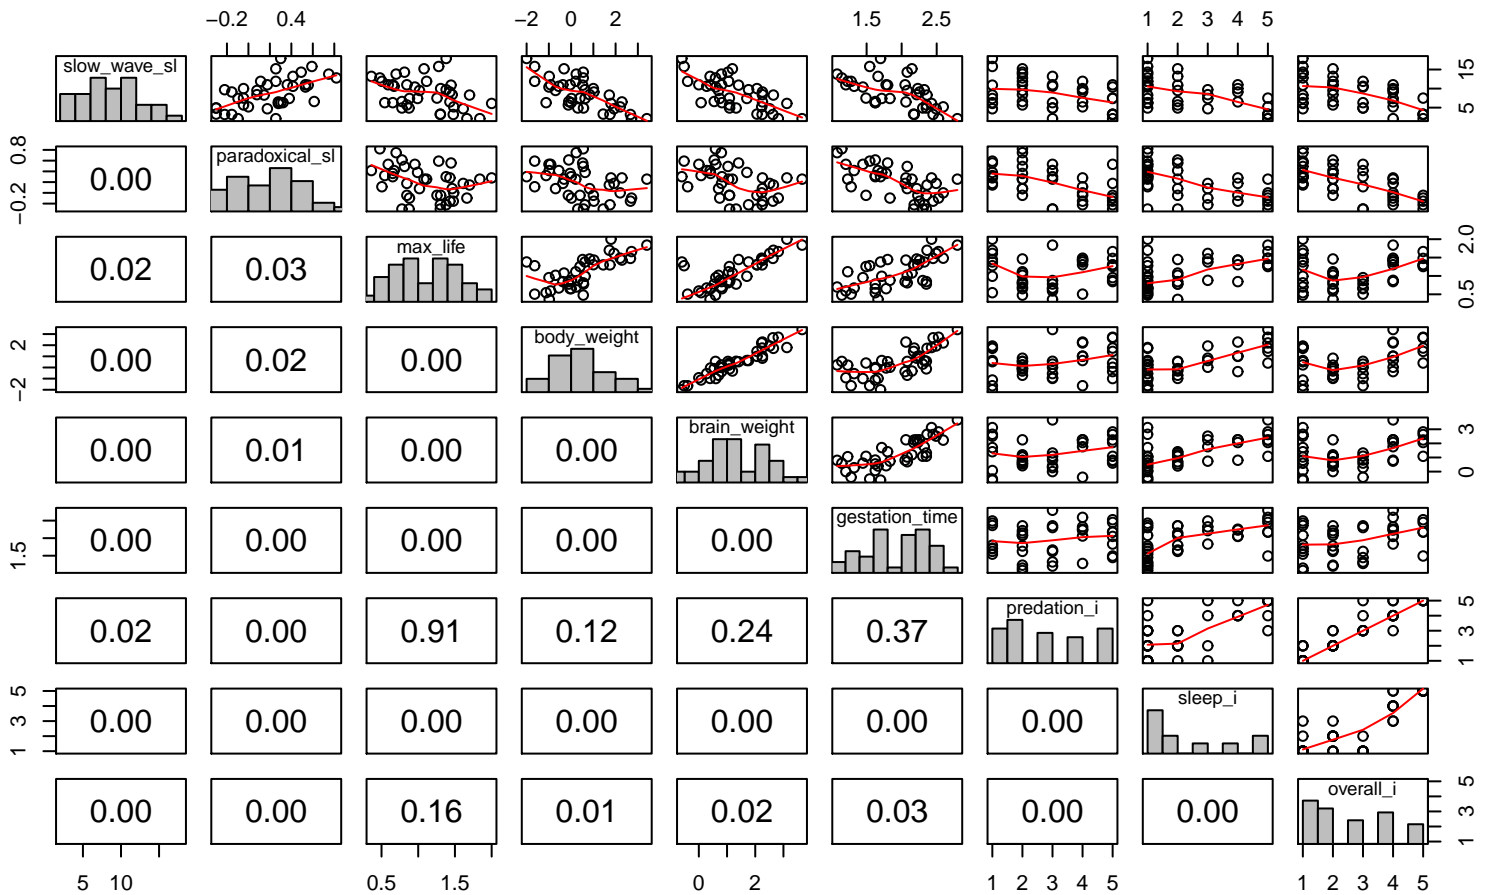 −0.2 0.4 −2 0 2 1.5 2.5 1 2 3 4 5
slow_wave_sl 5 15
−0.2 0.8 0.00 paradoxical_sl
0.02 0.03 max_life 0.5 2.0
−2 2 0.00 0.02 0.00 body_weight
0.00 0.01 0.00 0.00 brain_weight 0 3
1.5 0.00 0.00 0.00 0.00 0.00 gestation_time
0.02 0.00 0.91 0.12 0.24 0.37 predation_i 1 3 5
1 3 5 0.00 0.00 0.00 0.00 0.00 0.00 0.00 sleep_i
0.00 0.00 0.16 0.01 0.02 0.03 0.00 0.00 overall_i 1 3 5
5 10 0.5 1.5 0 2 1 2 3 4 5 1 2 3 4 5